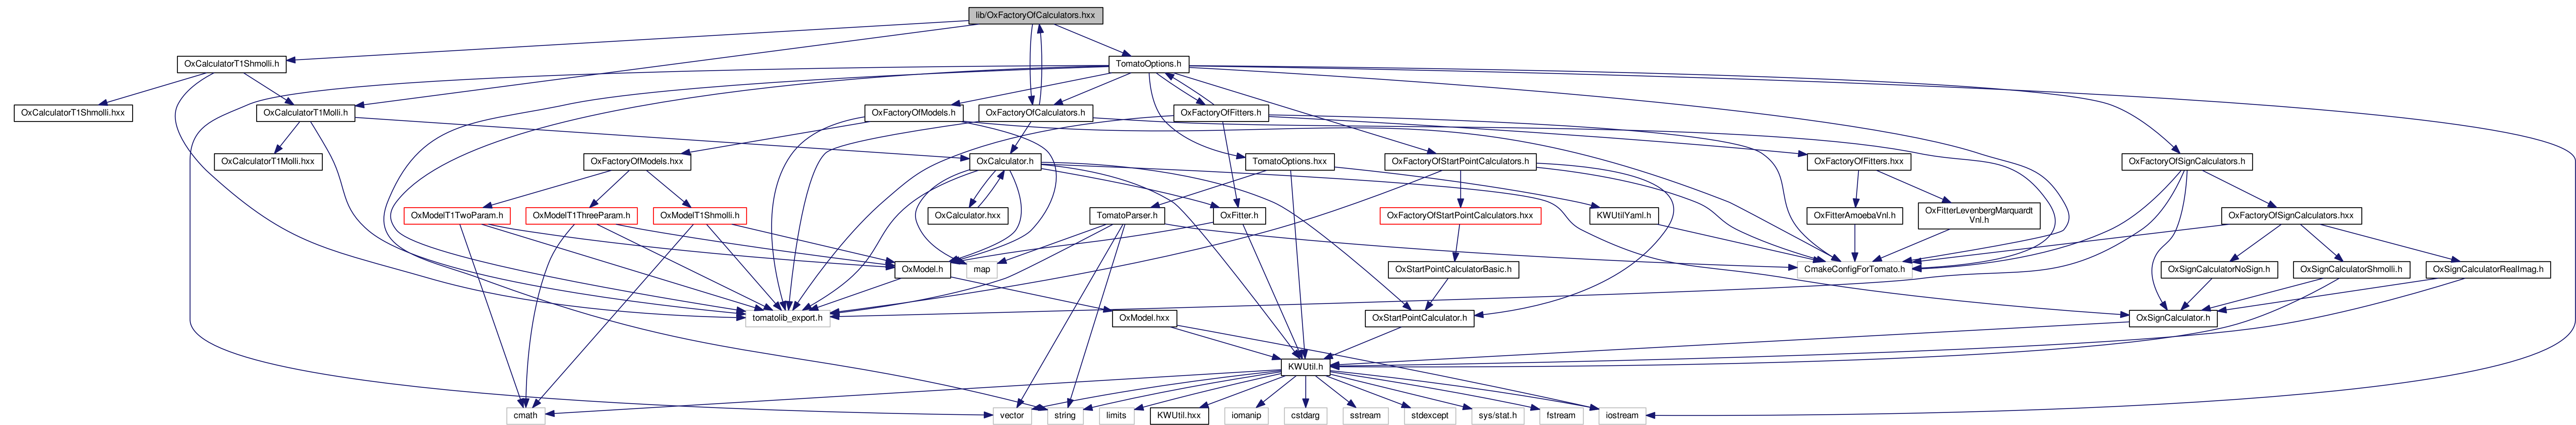 lib/OxFactoryOfCalculators.hxx
OxCalculatorT1Shmolli.h
TomatoOptions.h
OxCalculatorT1Shmolli.hxx
OxCalculatorT1Molli.h
OxFactoryOfModels.h
OxFactoryOfCalculators.h
OxFactoryOfFitters.h
OxCalculatorT1Molli.hxx
OxFactoryOfModels.hxx
OxCalculator.h
TomatoOptions.hxx
OxFactoryOfStartPointCalculators.h
OxFactoryOfFitters.hxx
OxFactoryOfSignCalculators.h
OxModelT1TwoParam.h
OxModelT1ThreeParam.h
OxModelT1Shmolli.h
OxCalculator.hxx
TomatoParser.h
OxFitter.h
OxFactoryOfStartPointCalculators.hxx
KWUtilYaml.h
OxFitterAmoebaVnl.h
OxFitterLevenbergMarquardt
Vnl.h
OxFactoryOfSignCalculators.hxx
OxModel.h
map
OxStartPointCalculatorBasic.h
CmakeConfigForTomato.h
OxSignCalculatorNoSign.h
OxSignCalculatorShmolli.h
OxSignCalculatorRealImag.h
tomatolib_export.h
OxModel.hxx
OxStartPointCalculator.h
OxSignCalculator.h
KWUtil.h
cmath
vector
string
limits
KWUtil.hxx
iomanip
cstdarg
sstream
stdexcept
sys/stat.h
fstream
iostream